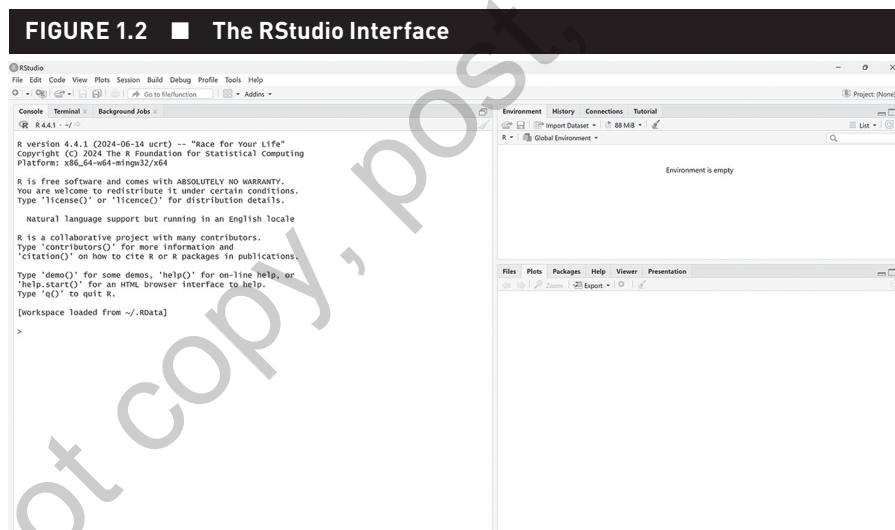 FIGURE 1.2 ■ The RStudio Interface
RStudio
File Edit Code View Plots Session Build Debug Profile Tools Help
Go to file/function Addins
Project: (None)
Console Terminal × Background Jobs ×
R 4.4.1 · ~/
R version 4.4.1 (2024-06-14 ucrt) -- "Race for Your Life"
Copyright (C) 2024 The R Foundation for Statistical Computing
Platform: x86_64-w64-mingw32/x64
R is free software and comes with ABSOLUTELY NO WARRANTY.
You are welcome to redistribute it under certain conditions.
Type 'license()' or 'licence()' for distribution details.
Natural language support but running in an English locale
R is a collaborative project with many contributors.
Type 'contributors()' for more information and
'citation()' on how to cite R or R packages in publications.
Type 'demo()' for some demos, 'help()' for on-line help, or
'help.start()' for an HTML browser interface to help.
Type 'q()' to quit R.
[Workspace loaded from ~/.RData]
>
Environment History Connections Tutorial
Import Dataset 88 MiB List
R Global Environment
Environment is empty
Files Plots Packages Help Viewer Presentation
Zoom Export
ot copy, post,